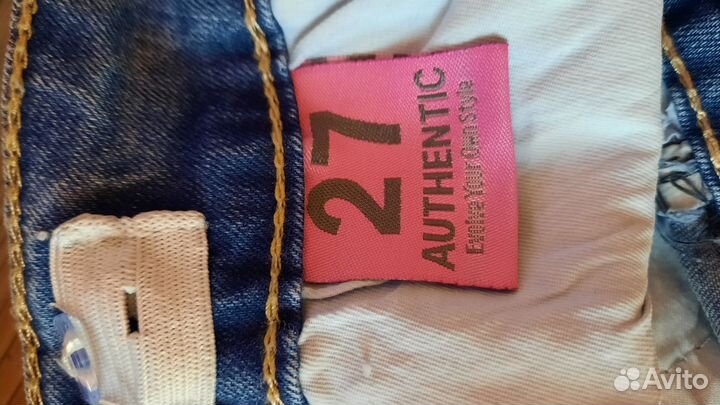 27
AUTHENTIC
Evolve Your Own Style
Avito